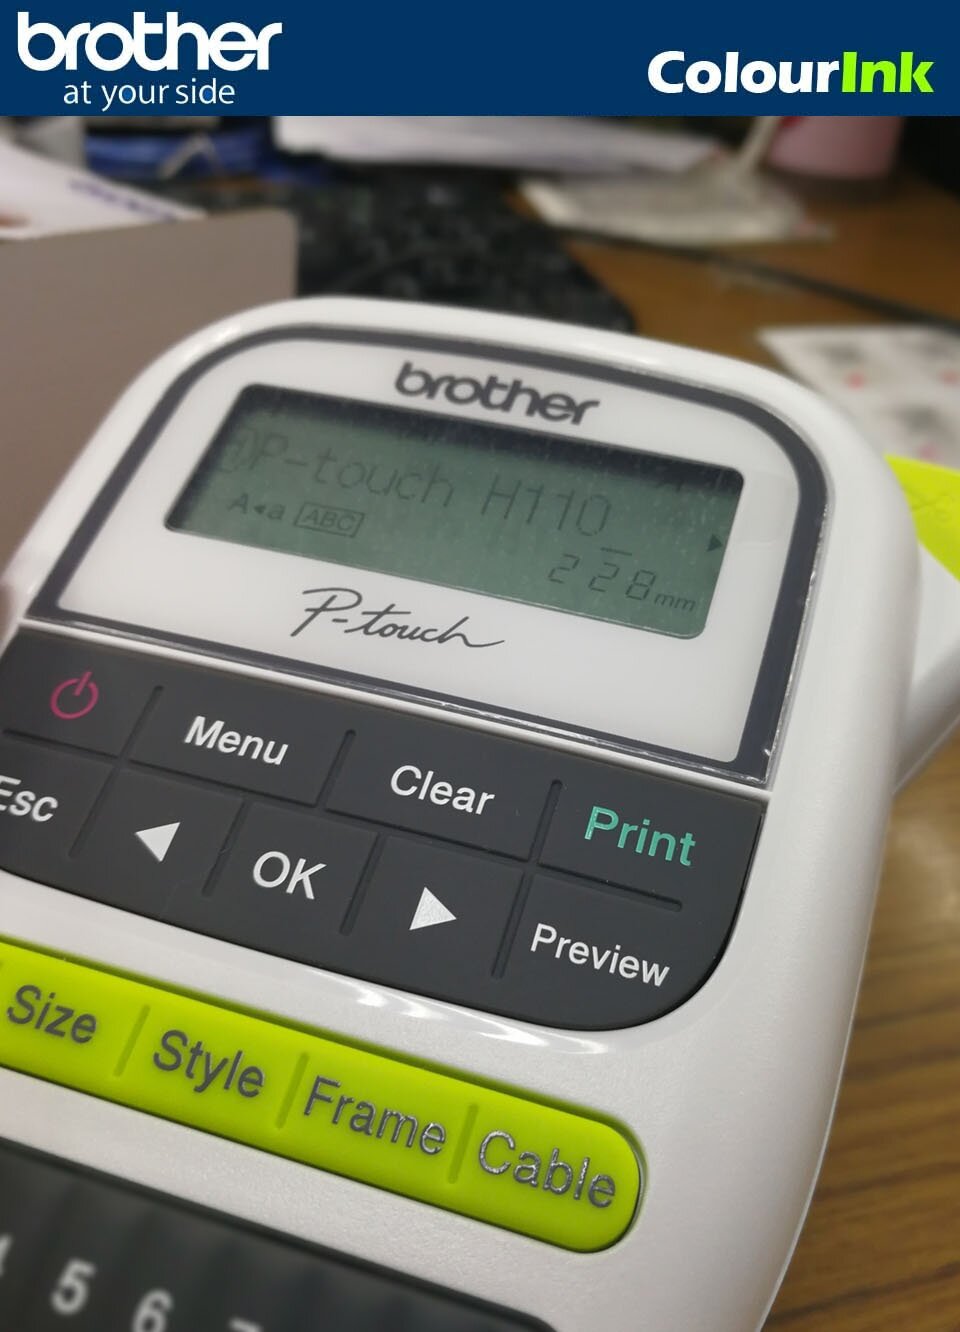 brother
at your side
ColourInk
brother
P-touch H110
A◂a ABC
228mm
P-touch
Menu
Clear
Print
Esc
OK
Preview
Size
Style
Frame
Cable
5
6